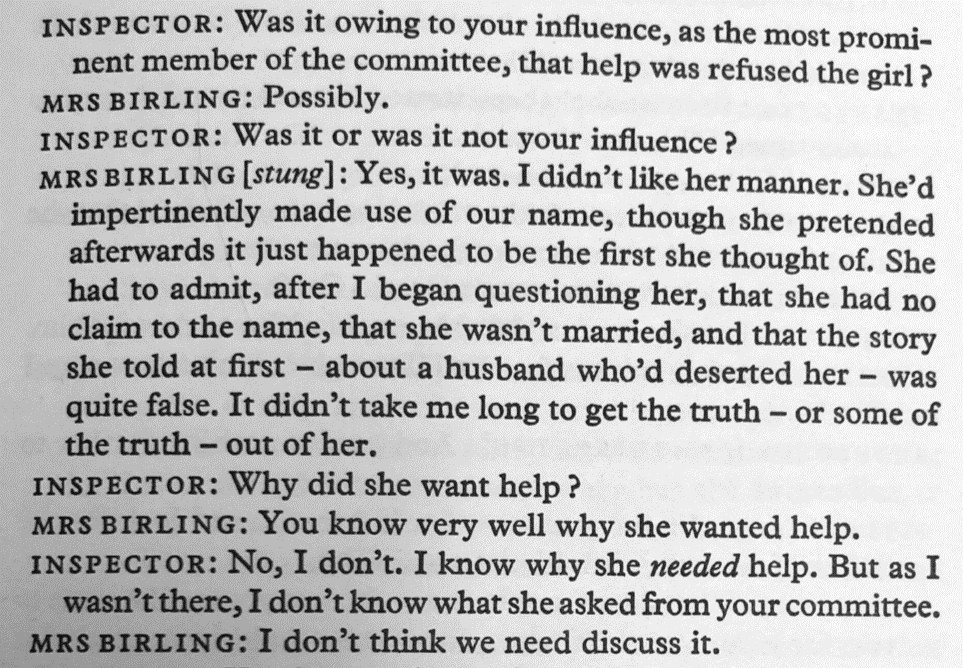 INSPECTOR: Was it owing to your influence, as the most promi-
nent member of the committee, that help was refused the girl?
MRS BIRLING: Possibly.
INSPECTOR: Was it or was it not your influence?
MRS BIRLING [stung]: Yes, it was. I didn't like her manner. She'd
impertinently made use of our name, though she pretended
afterwards it just happened to be the first she thought of. She
had to admit, after I began questioning her, that she had no
claim to the name, that she wasn't married, and that the story
she told at first – about a husband who'd deserted her – was
quite false. It didn't take me long to get the truth – or some of
the truth – out of her.
INSPECTOR: Why did she want help?
MRS BIRLING: You know very well why she wanted help.
INSPECTOR: No, I don't. I know why she needed help. But as I
wasn't there, I don't know what she asked from your committee.
MRS BIRLING: I don't think we need discuss it.